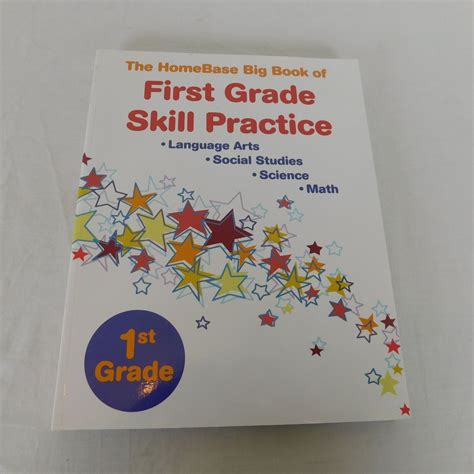 The HomeBase Big Book of
First Grade
Skill Practice
• Language Arts
• Social Studies
• Science
• Math
1st
Grade